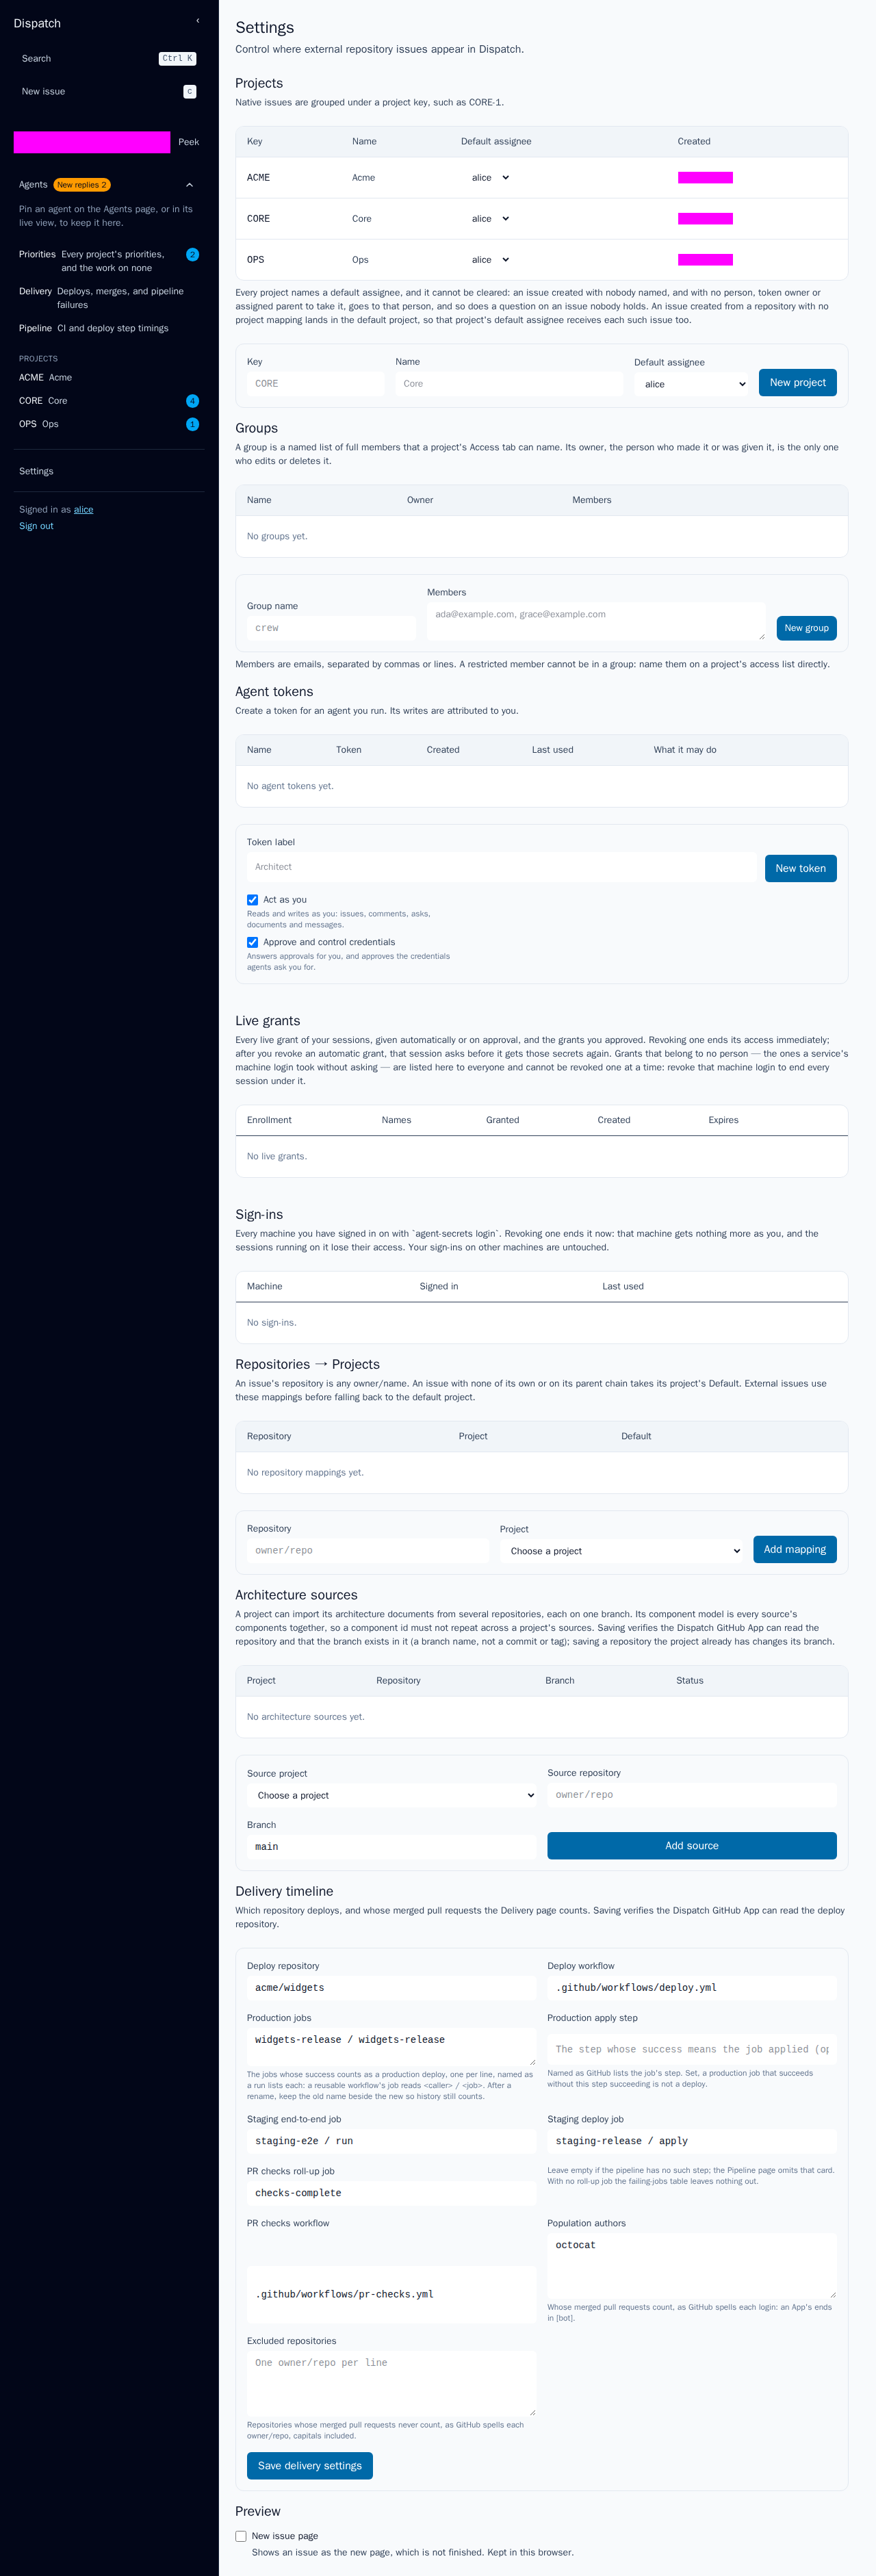 Dispatch
Search
Ctrl K
New issue
C
Peek
Agents New replies 2
Pin an agent on the Agents page, or in its
live view, to keep it here.
Priorities Every project's priorities,
and the work on none
2
Delivery Deploys, merges, and pipeline
failures
Pipeline CI and deploy step timings
PROJECTS
ACME Acme
CORE Core 4
OPS Ops 1
Settings
Signed in as alice
Sign out
Settings
Control where external repository issues appear in Dispatch.
Projects
Native issues are grouped under a project key, such as CORE-1.
Key Name Default assignee Created
ACME Acme alice
CORE Core alice
OPS Ops alice
Every project names a default assignee, and it cannot be cleared: an issue created with nobody named, and with no person, token owner or
assigned parent to take it, goes to that person, and so does a question on an issue nobody holds. An issue created from a repository with no
project mapping lands in the default project, so that project's default assignee receives each such issue too.
Key Name Default assignee
CORE Core alice New project
Groups
A group is a named list of full members that a project's Access tab can name. Its owner, the person who made it or was given it, is the only one
who edits or deletes it.
Name Owner Members
No groups yet.
Group name Members
crew ada@example.com, grace@example.com New group
Members are emails, separated by commas or lines. A restricted member cannot be in a group: name them on a project's access list directly.
Agent tokens
Create a token for an agent you run. Its writes are attributed to you.
Name Token Created Last used What it may do
No agent tokens yet.
Token label
Architect New token
Act as you
Reads and writes as you: issues, comments, asks,
documents and messages.
Approve and control credentials
Answers approvals for you, and approves the credentials
agents ask you for.
Live grants
Every live grant of your sessions, given automatically or on approval, and the grants you approved. Revoking one ends its access immediately;
after you revoke an automatic grant, that session asks before it gets those secrets again. Grants that belong to no person — the ones a service's
machine login took without asking — are listed here to everyone and cannot be revoked one at a time: revoke that machine login to end every
session under it.
Enrollment Names Granted Created Expires
No live grants.
Sign-ins
Every machine you have signed in on with `agent-secrets login`. Revoking one ends it now: that machine gets nothing more as you, and the
sessions running on it lose their access. Your sign-ins on other machines are untouched.
Machine Signed in Last used
No sign-ins.
Repositories → Projects
An issue's repository is any owner/name. An issue with none of its own or on its parent chain takes its project's Default. External issues use
these mappings before falling back to the default project.
Repository Project Default
No repository mappings yet.
Repository Project
owner/repo Choose a project Add mapping
Architecture sources
A project can import its architecture documents from several repositories, each on one branch. Its component model is every source's
components together, so a component id must not repeat across a project's sources. Saving verifies the Dispatch GitHub App can read the
repository and that the branch exists in it (a branch name, not a commit or tag); saving a repository the project already has changes its branch.
Project Repository Branch Status
No architecture sources yet.
Source project Source repository
Choose a project owner/repo
Branch
main Add source
Delivery timeline
Which repository deploys, and whose merged pull requests the Delivery page counts. Saving verifies the Dispatch GitHub App can read the deploy
repository.
Deploy repository Deploy workflow
acme/widgets .github/workflows/deploy.yml
Production jobs Production apply step
widgets-release / widgets-release
The step whose success means the job applied (op
The jobs whose success counts as a production deploy, one per line, named as
a run lists each: a reusable workflow's job reads <caller> / <job>. After a
rename, keep the old name beside the new so history still counts.
Named as GitHub lists the job's step. Set, a production job that succeeds
without this step succeeding is not a deploy.
Staging end-to-end job Staging deploy job
staging-e2e / run staging-release / apply
PR checks roll-up job
checks-complete
Leave empty if the pipeline has no such step; the Pipeline page omits that card.
With no roll-up job the failing-jobs table leaves nothing out.
PR checks workflow Population authors
.github/workflows/pr-checks.yml
octocat
Whose merged pull requests count, as GitHub spells each login: an App's ends
in [bot].
Excluded repositories
One owner/repo per line
Repositories whose merged pull requests never count, as GitHub spells each
owner/repo, capitals included.
Save delivery settings
Preview
New issue page
Shows an issue as the new page, which is not finished. Kept in this browser.